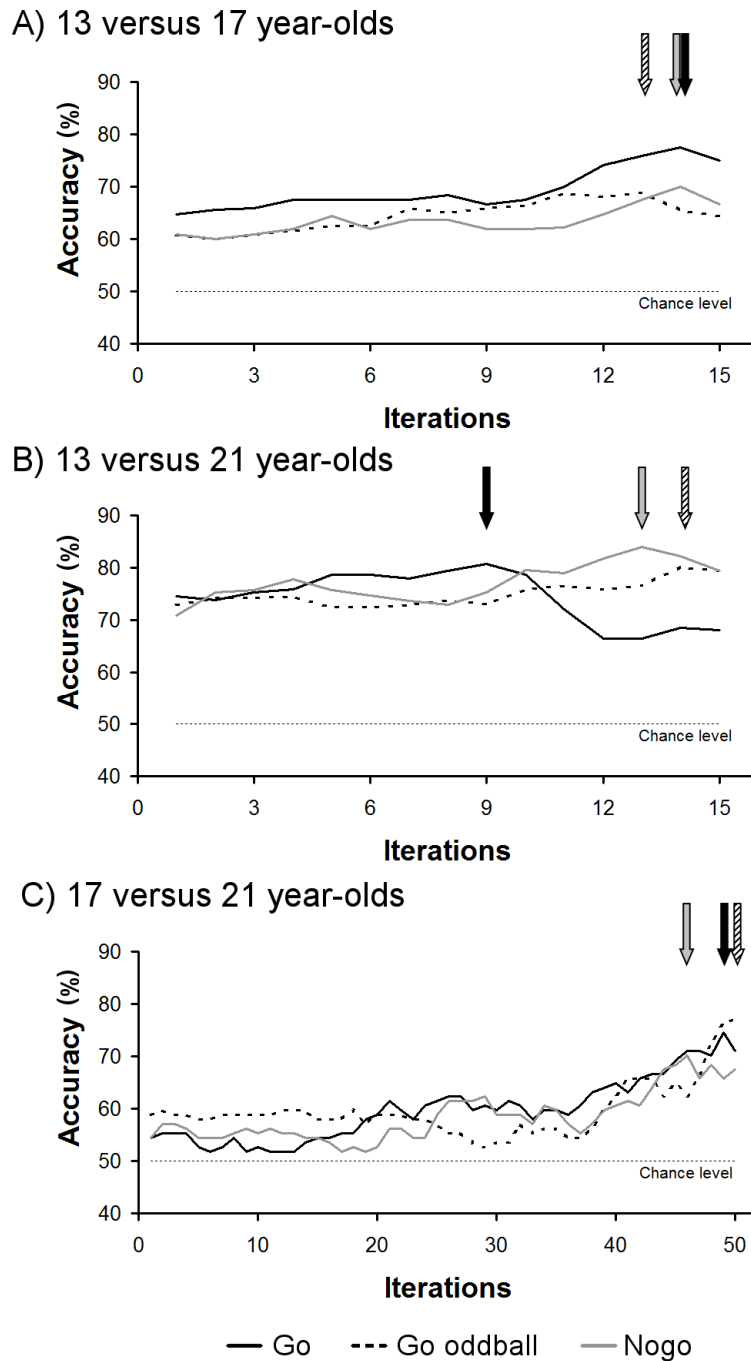 A) 13 versus 17 year-olds
90
80
70
60
50
40
Accuracy (%)
Chance level
0 3 6 9 12 15
Iterations
B) 13 versus 21 year-olds
90
80
70
60
50
40
Accuracy (%)
Chance level
0 3 6 9 12 15
Iterations
C) 17 versus 21 year-olds
90
80
70
60
50
40
Accuracy (%)
Chance level
0 10 20 30 40 50
Iterations
Go Go oddball Nogo